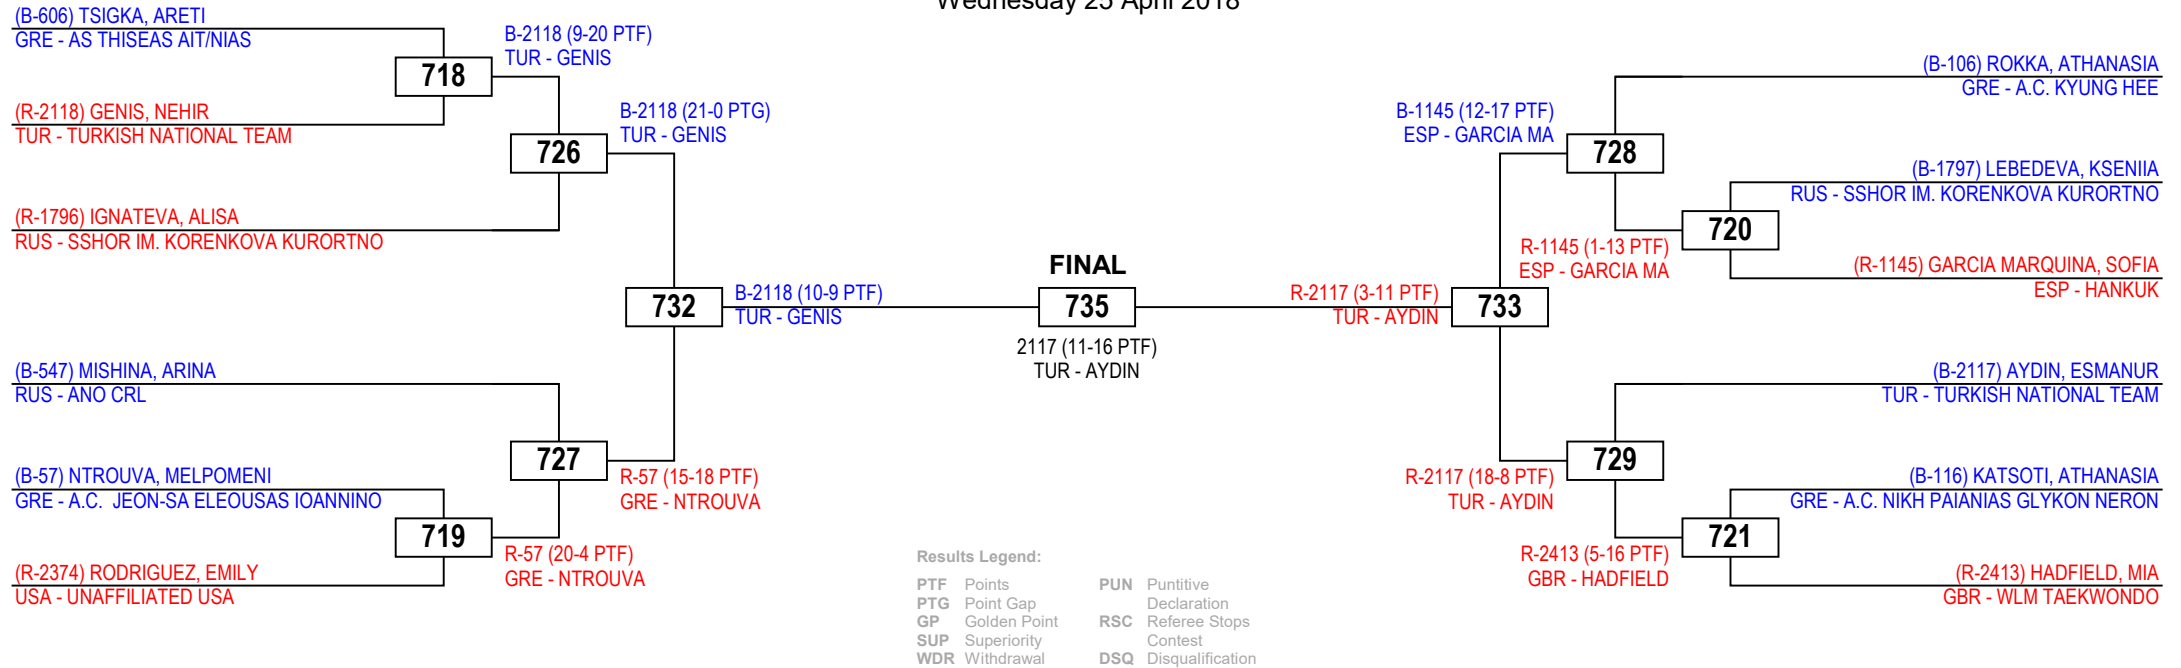 Wednesday 25 April 2018
(B-606) TSIGKA, ARETI
GRE - AS THISEAS AIT/NIAS
718
(R-2118) GENIS, NEHIR
TUR - TURKISH NATIONAL TEAM
B-2118 (9-20 PTF)
TUR - GENIS
726
(R-1796) IGNATEVA, ALISA
RUS - SSHOR IM. KORENKOVA KURORTNO
B-2118 (21-0 PTG)
TUR - GENIS
732
B-2118 (10-9 PTF)
TUR - GENIS
(B-547) MISHINA, ARINA
RUS - ANO CRL
727
(B-57) NTROUVA, MELPOMENI
GRE - A.C.  JEON-SA ELEOUSAS IOANNINO
719
(R-2374) RODRIGUEZ, EMILY
USA - UNAFFILIATED USA
R-57 (20-4 PTF)
GRE - NTROUVA
R-57 (15-18 PTF)
GRE - NTROUVA
FINAL
735
2117 (11-16 PTF)
TUR - AYDIN
R-2117 (3-11 PTF)
TUR - AYDIN
733
B-1145 (12-17 PTF)
ESP - GARCIA MA
728
(B-106) ROKKA, ATHANASIA
GRE - A.C. KYUNG HEE
(B-1797) LEBEDEVA, KSENIIA
RUS - SSHOR IM. KORENKOVA KURORTNO
720
R-1145 (1-13 PTF)
ESP - GARCIA MA
(R-1145) GARCIA MARQUINA, SOFIA
ESP - HANKUK
(B-2117) AYDIN, ESMANUR
TUR - TURKISH NATIONAL TEAM
729
R-2117 (18-8 PTF)
TUR - AYDIN
(B-116) KATSOTI, ATHANASIA
GRE - A.C. NIKH PAIANIAS GLYKON NERON
721
R-2413 (5-16 PTF)
GBR - HADFIELD
(R-2413) HADFIELD, MIA
GBR - WLM TAEKWONDO
Results Legend:
PTF Points
PTG Point Gap
GP Golden Point
SUP Superiority
WDR Withdrawal
PUN Puntitive
Declaration
RSC Referee Stops
Contest
DSQ Disqualification